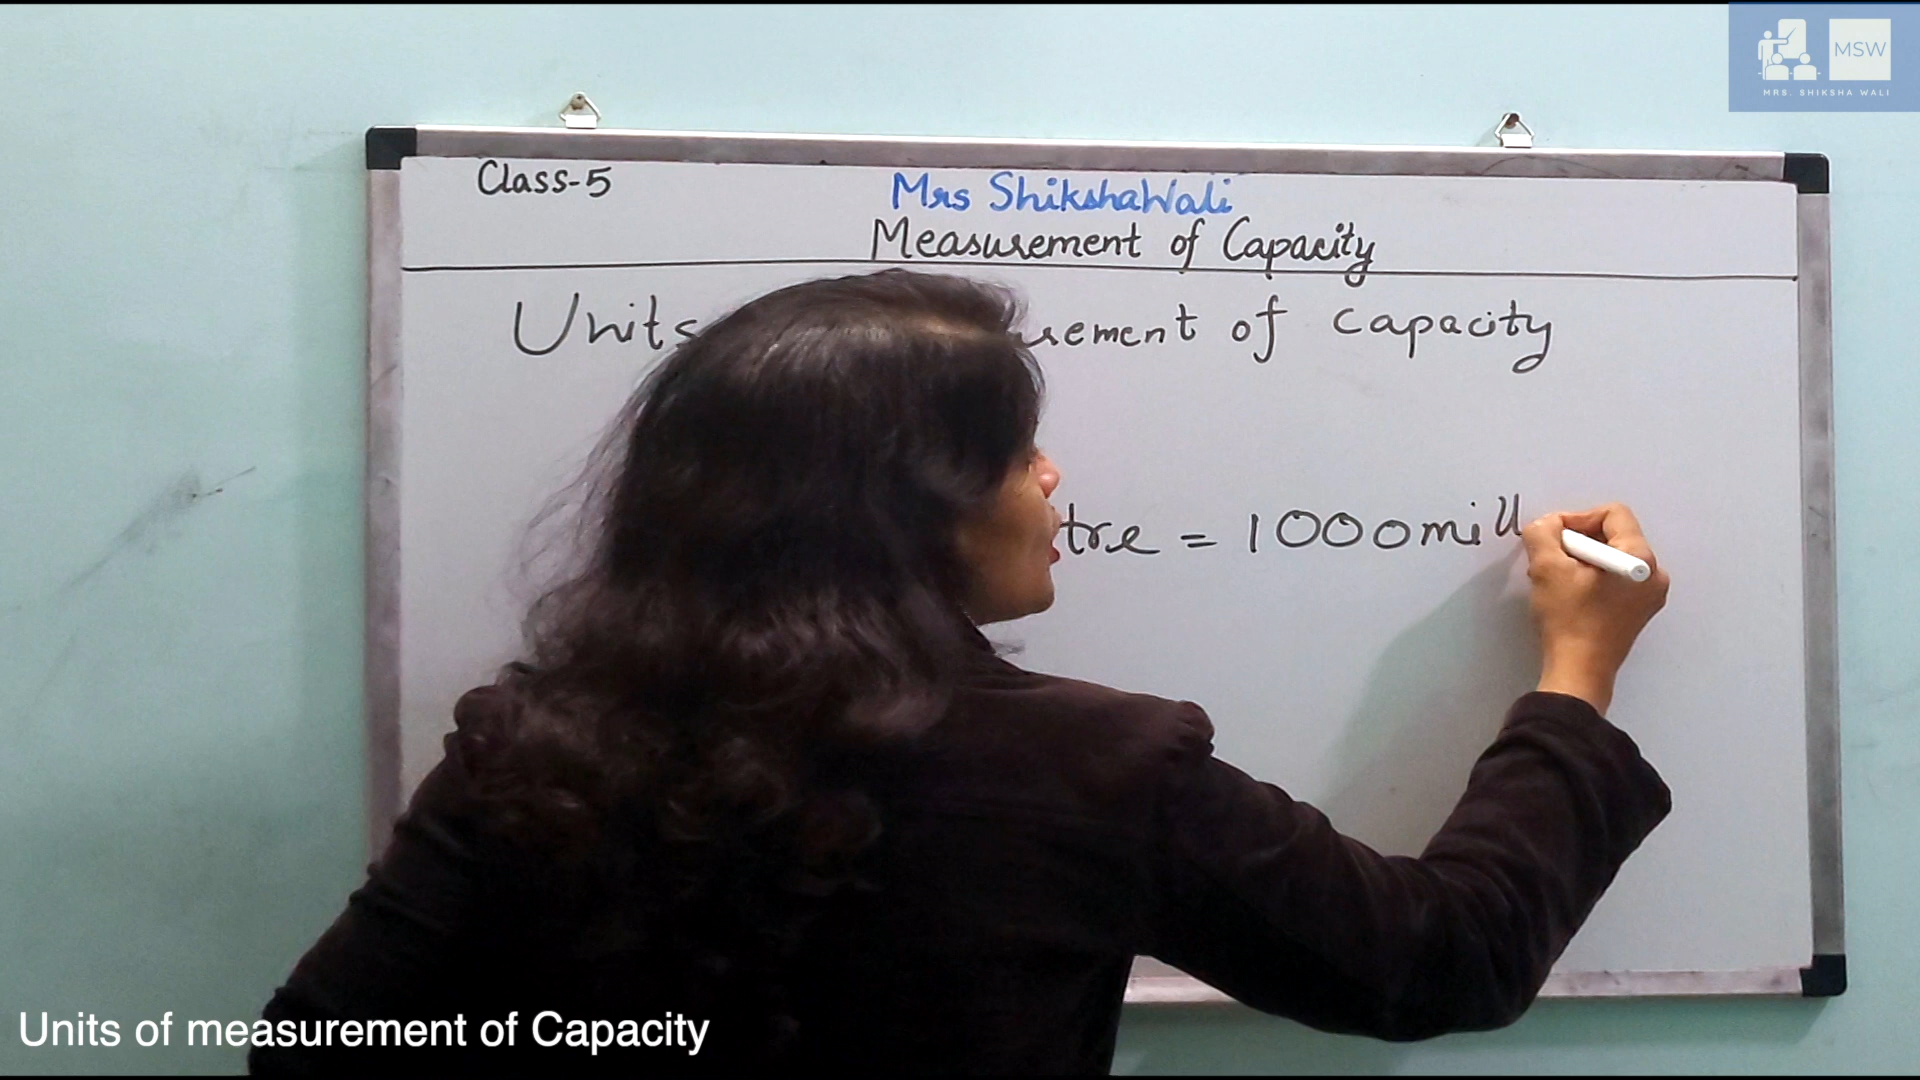 MSW
MRS. SHIKSHA WALI
Class-5
Mrs ShikshaWali
Measurement of Capacity
Units urement of capacity
tre = 1000 mill
Units of measurement of Capacity